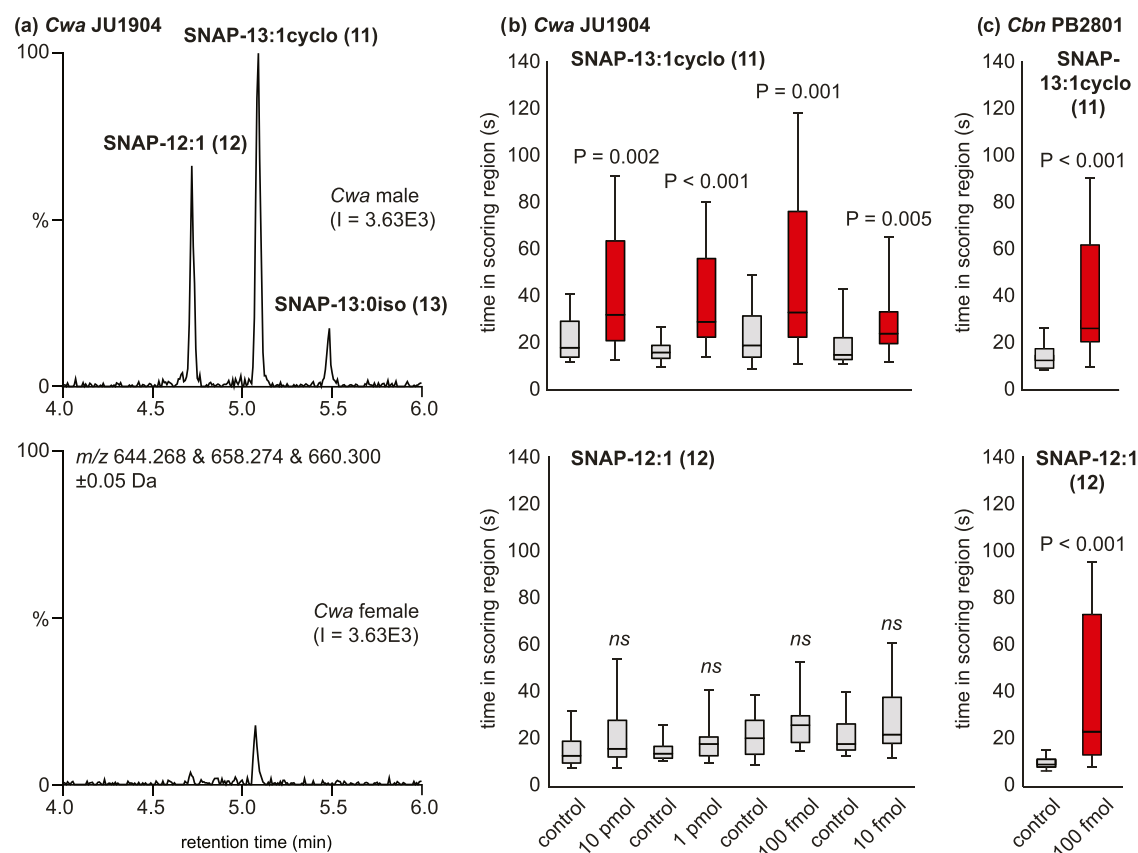 (a) Cwa JU1904
SNAP-13:1cyclo (11)
100
SNAP-12:1 (12)
Cwa male
(I = 3.63E3)
%
SNAP-13:0iso (13)
0
4.0 4.5 5.0 5.5 6.0
100
m/z 644.268 & 658.274 & 660.300
±0.05 Da
%
Cwa female
(I = 3.63E3)
0
4.0 4.5 5.0 5.5 6.0
retention time (min)
(b) Cwa JU1904
SNAP-13:1cyclo (11)
time in scoring region (s)
140
120
100
80
60
40
20
0
P = 0.002
P < 0.001
P = 0.001
P = 0.005
SNAP-12:1 (12)
time in scoring region (s)
140
120
100
80
60
40
20
0
ns
ns
ns
ns
control
10 pmol
control
1 pmol
control
100 fmol
control
10 fmol
(c) Cbn PB2801
SNAP-
13:1cyclo
(11)
time in scoring region (s)
140
120
100
80
60
40
20
0
P < 0.001
SNAP-12:1
(12)
time in scoring region (s)
140
120
100
80
60
40
20
0
P < 0.001
control
100 fmol